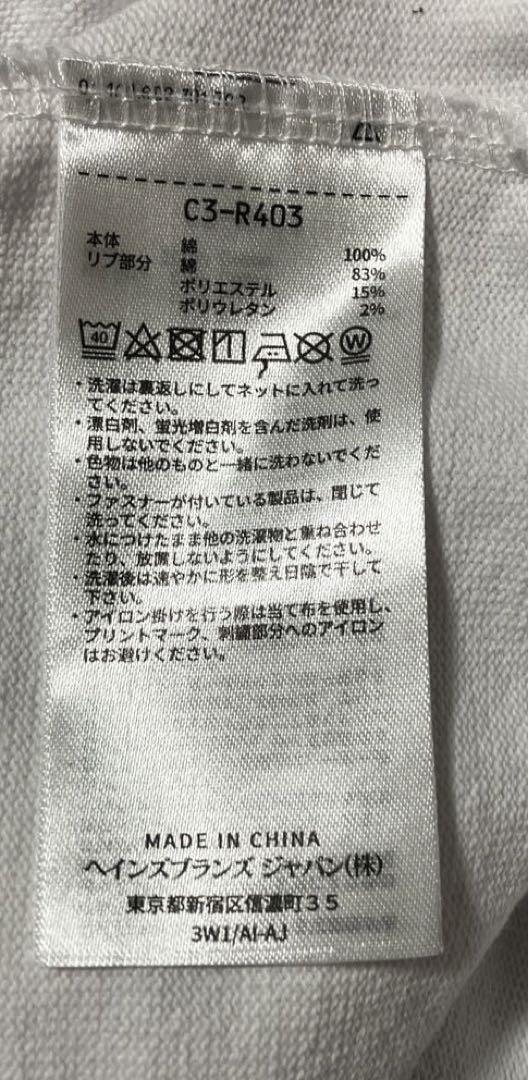 C3-R403
本体 綿 100%
リブ部分 綿 83%
ポリエステル 15%
ポリウレタン 2%
40 W
・洗濯は裏返しにしてネットに入れて洗っ
てください。
・漂白剤、蛍光増白剤を含んだ洗剤は、使
用しないでください。
・色物は他のものと一緒に洗わないでくだ
さい。
・ファスナーが付いている製品は、閉じて
洗ってください。
・水につけたまま他の洗濯物と重ね合わせ
たり、放置しないようにしてください。
・洗濯後は速やかに形を整え日陰で干して
下さい。
・アイロン掛けを行う際は当て布を使用し、
プリントマーク、刺繍部分へのアイロン
はお避けください。
MADE IN CHINA
ヘインズブランズ ジャパン(株)
東京都新宿区信濃町35
3W1/AI-AJ